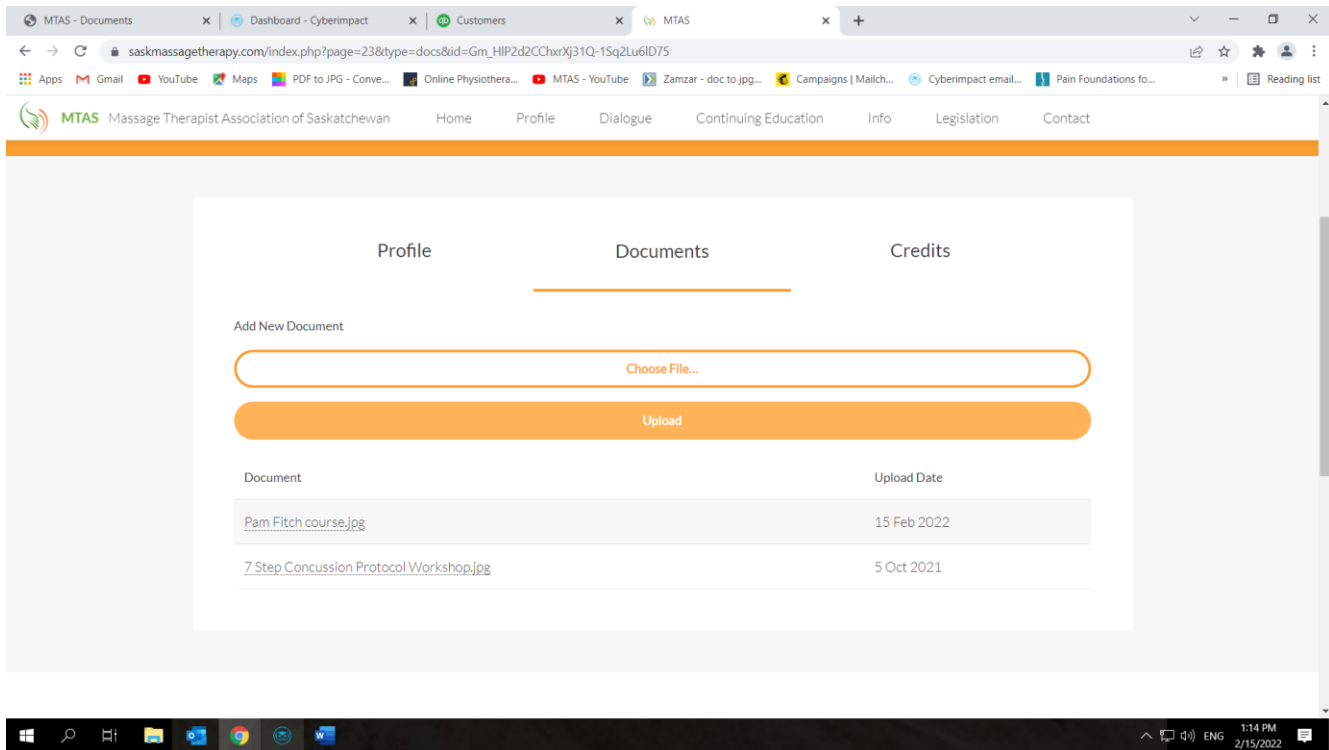 MTAS - Documents
Dashboard - Cyberimpact
Customers
MTAS
saskmassagetherapy.com/index.php?page=23&type=docs&id=Gm_HlP2d2CChxrXj31Q-1Sq2Lu6lD75
Apps Gmail YouTube Maps PDF to JPG - Conve... Online Physiothera... MTAS - YouTube Zamzar - doc to jpg... Campaigns | Mailch... Cyberimpact email... Pain Foundations fo... » Reading list
MTAS Massage Therapist Association of Saskatchewan Home Profile Dialogue Continuing Education Info Legislation Contact
Profile Documents Credits
Add New Document
Choose File...
Upload
Document Upload Date
Pam Fitch course.jpg 15 Feb 2022
7 Step Concussion Protocol Workshop.jpg 5 Oct 2021
ENG 1:14 PM
2/15/2022